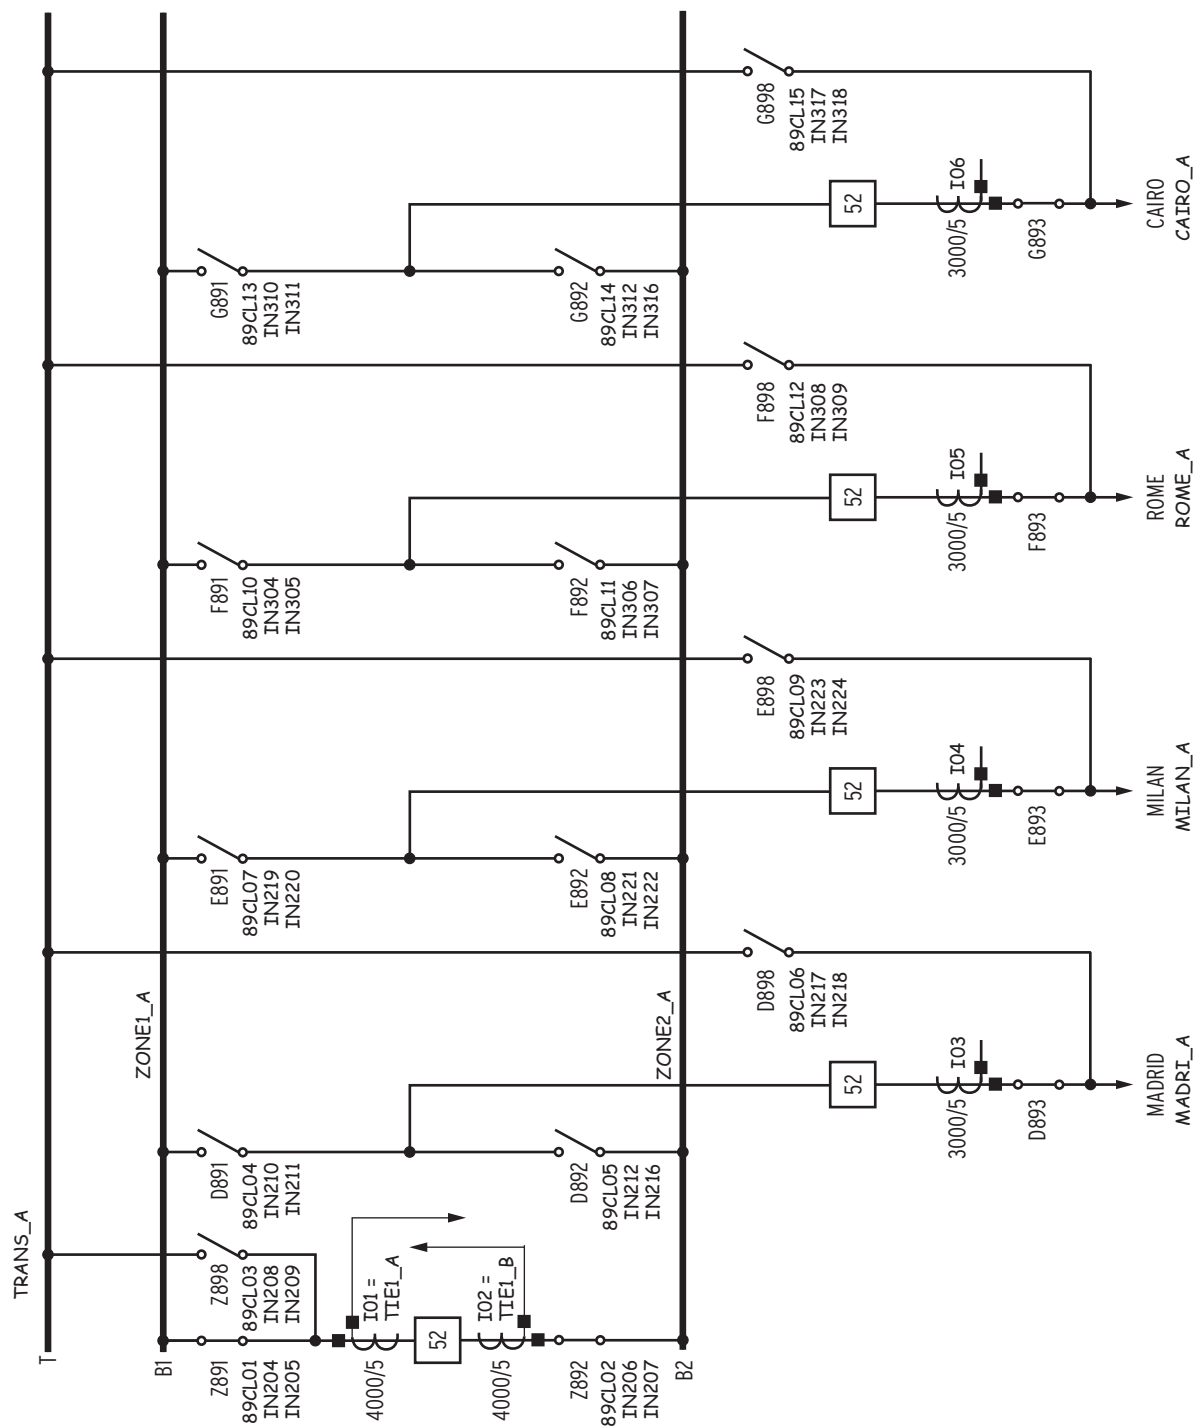 TRANS_A
T
B1
ZONE1_A
B2
ZONE2_A
Z891
89CL01
IN204
IN205
Z898
89CL03
IN208
IN209
4000/5
I01 =
TIE1_A
52
4000/5
I02 =
TIE1_B
Z892
89CL02
IN206
IN207
D891
89CL04
IN210
IN211
D892
89CL05
IN212
IN216
D898
89CL06
IN217
IN218
52
3000/5
I03
D893
MADRID
MADRI_A
E891
89CL07
IN219
IN220
E892
89CL08
IN221
IN222
E898
89CL09
IN223
IN224
52
3000/5
I04
E893
MILAN
MILAN_A
F891
89CL10
IN304
IN305
F892
89CL11
IN306
IN307
F898
89CL12
IN308
IN309
52
3000/5
I05
F893
ROME
ROME_A
G891
89CL13
IN310
IN311
G892
89CL14
IN312
IN316
G898
89CL15
IN317
IN318
52
3000/5
I06
G893
CAIRO
CAIRO_A